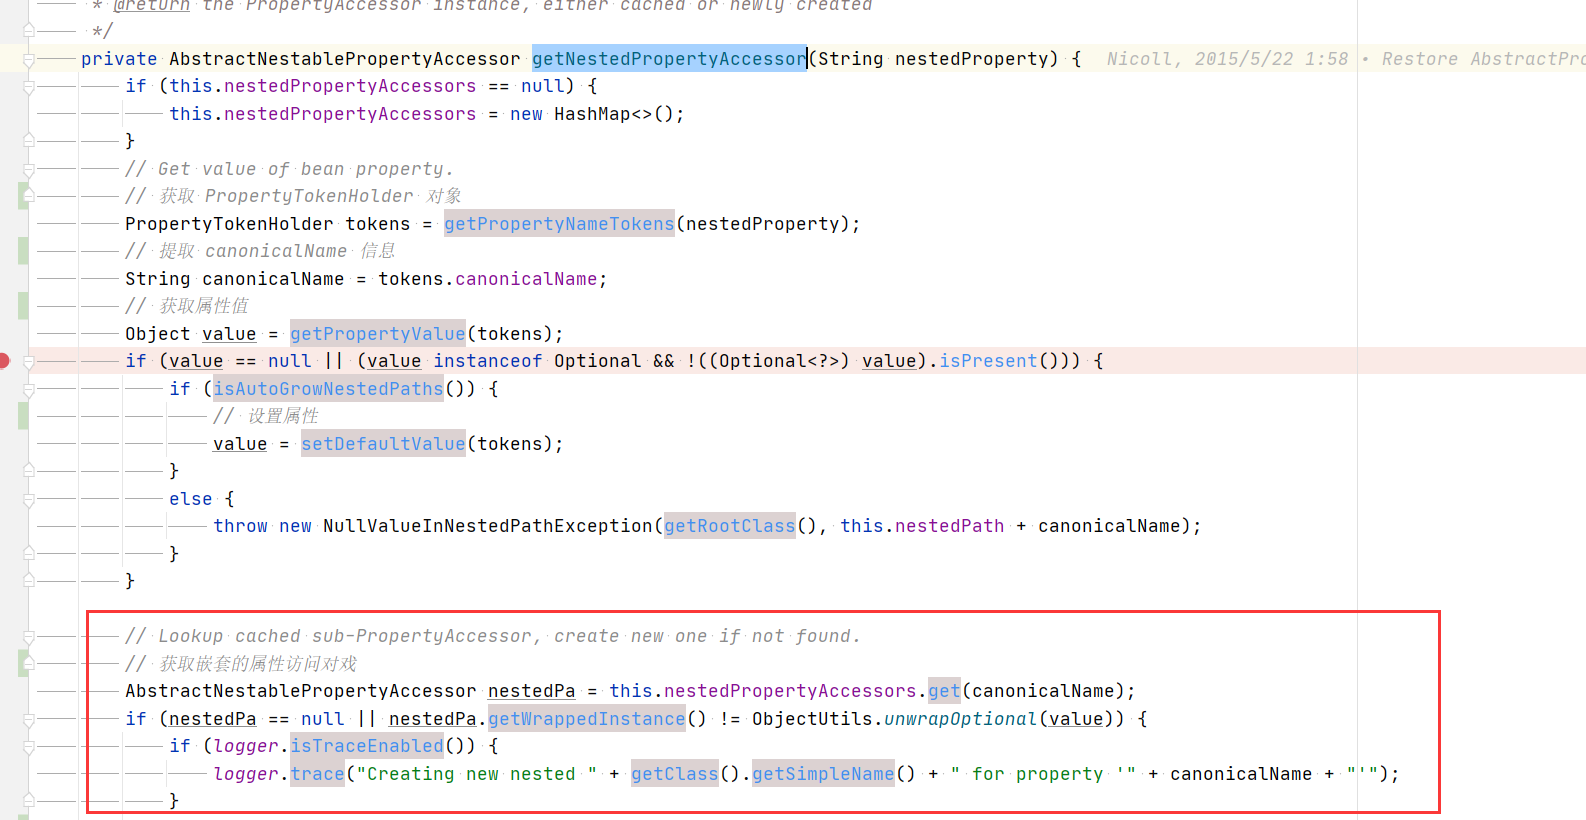 * @return the PropertyAccessor instance, either cached or newly created
*/
private AbstractNestablePropertyAccessor getNestedPropertyAccessor(String nestedProperty) { Nicoll, 2015/5/22 1:58 • Restore AbstractPro
if (this.nestedPropertyAccessors == null) {
this.nestedPropertyAccessors = new HashMap<>();
}
// Get value of bean property.
// 获取 PropertyTokenHolder 对象
PropertyTokenHolder tokens = getPropertyNameTokens(nestedProperty);
// 提取 canonicalName 信息
String canonicalName = tokens.canonicalName;
// 获取属性值
Object value = getPropertyValue(tokens);
if (value == null || (value instanceof Optional && !((Optional<?>) value).isPresent())) {
if (isAutoGrowNestedPaths()) {
// 设置属性
value = setDefaultValue(tokens);
}
else {
throw new NullValueInNestedPathException(getRootClass(), this.nestedPath + canonicalName);
}
}
// Lookup cached sub-PropertyAccessor, create new one if not found.
// 获取嵌套的属性访问对戏
AbstractNestablePropertyAccessor nestedPa = this.nestedPropertyAccessors.get(canonicalName);
if (nestedPa == null || nestedPa.getWrappedInstance() != ObjectUtils.unwrapOptional(value)) {
if (logger.isTraceEnabled()) {
logger.trace("Creating new nested " + getClass().getSimpleName() + " for property '" + canonicalName + "'");
}